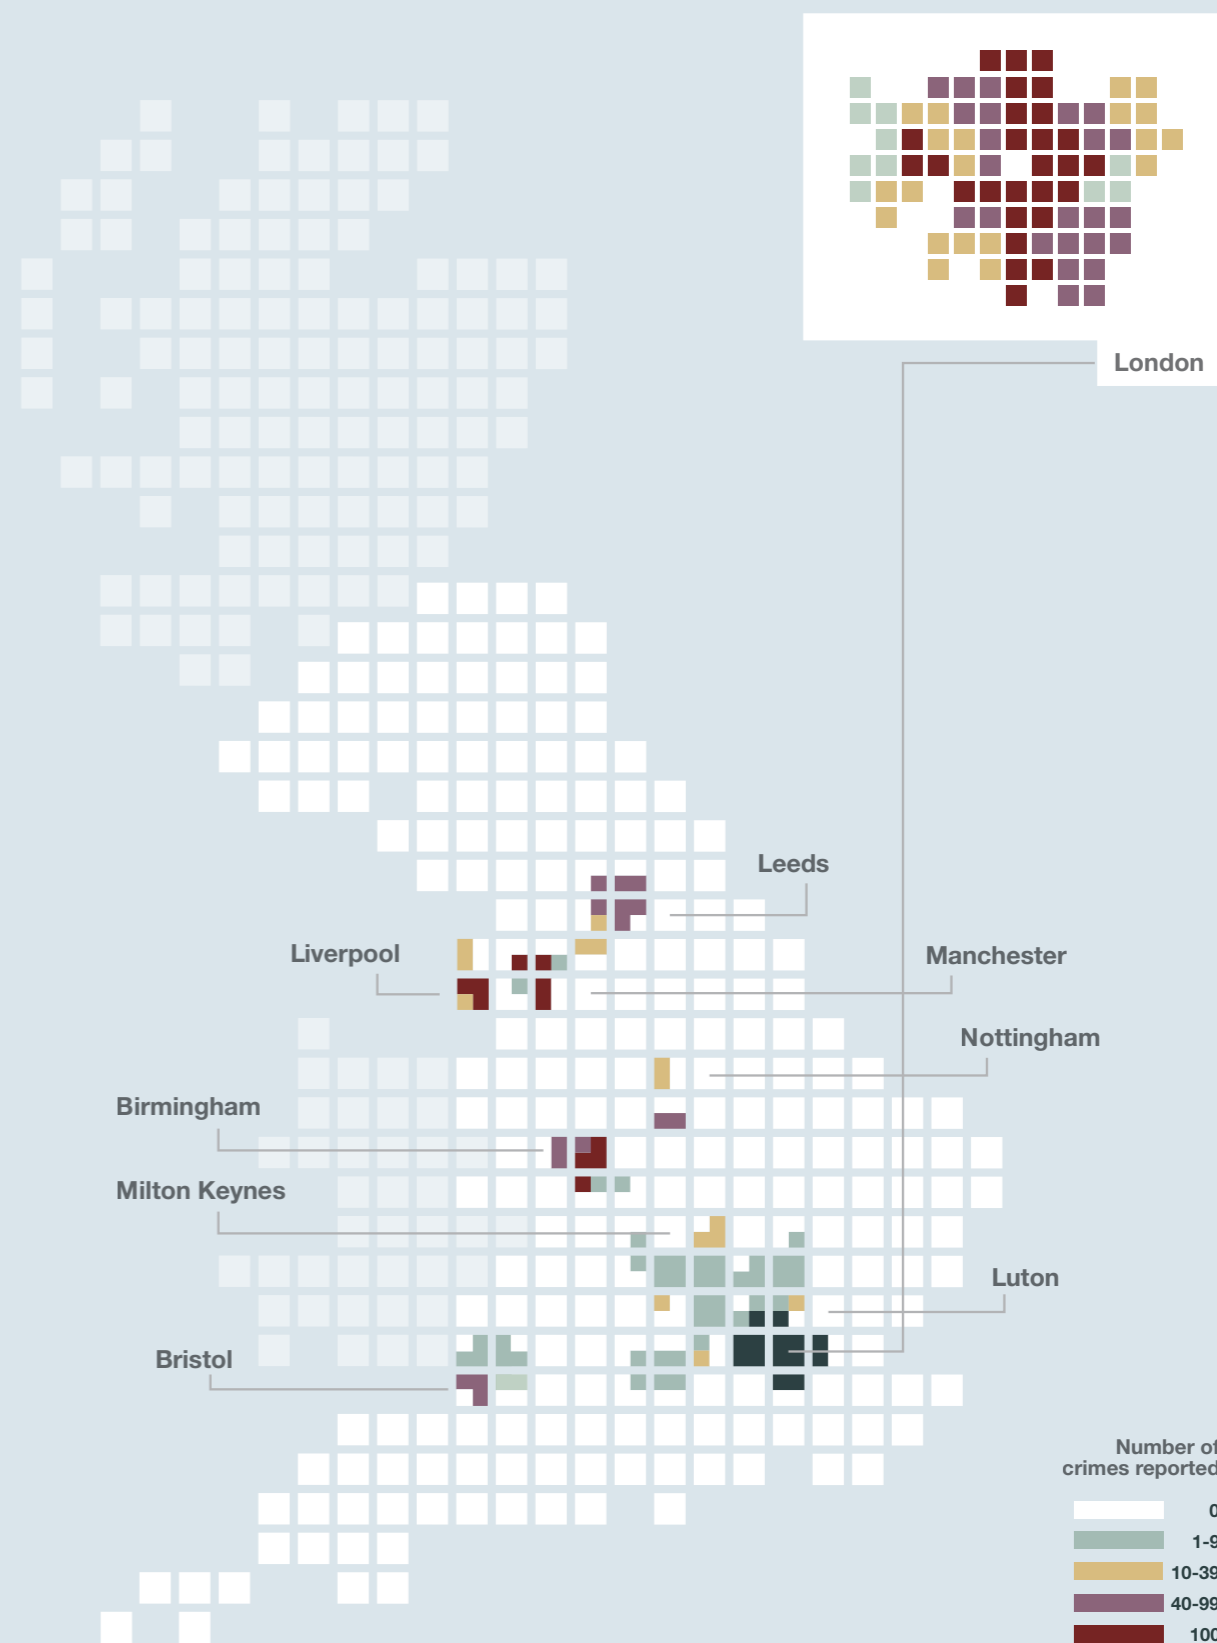 London
Leeds
Liverpool
Manchester
Nottingham
Birmingham
Milton Keynes
Luton
Bristol
Number of
crimes reported
0
1-9
10-39
40-99
100